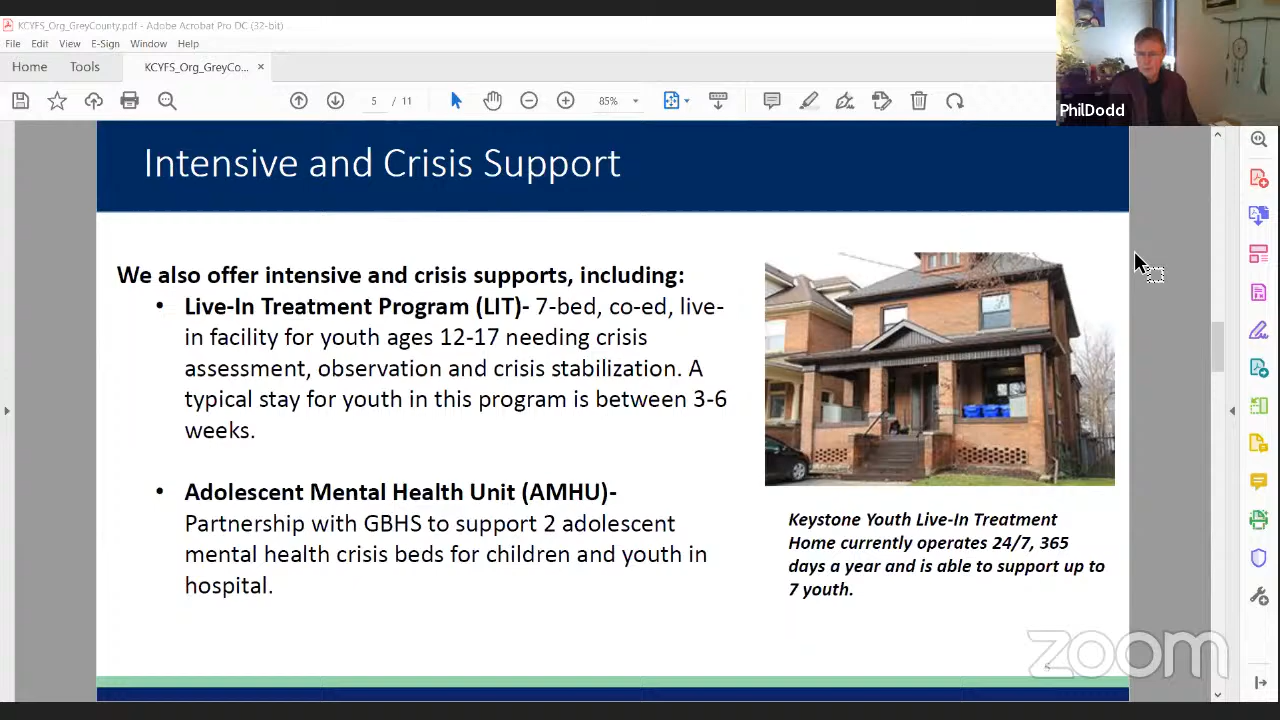 KCYFS_Org_GreyCounty.pdf - Adobe Acrobat Pro DC (32-bit)
File Edit View E-Sign Window Help
Home Tools KCYFS_Org_GreyCo... ×
5 / 11 85%
PhilDodd
Intensive and Crisis Support
We also offer intensive and crisis supports, including:
• Live-In Treatment Program (LIT)- 7-bed, co-ed, live-
in facility for youth ages 12-17 needing crisis
assessment, observation and crisis stabilization. A
typical stay for youth in this program is between 3-6
weeks.
• Adolescent Mental Health Unit (AMHU)-
Partnership with GBHS to support 2 adolescent
mental health crisis beds for children and youth in
hospital.
Keystone Youth Live-In Treatment
Home currently operates 24/7, 365
days a year and is able to support up to
7 youth.
zoom
5